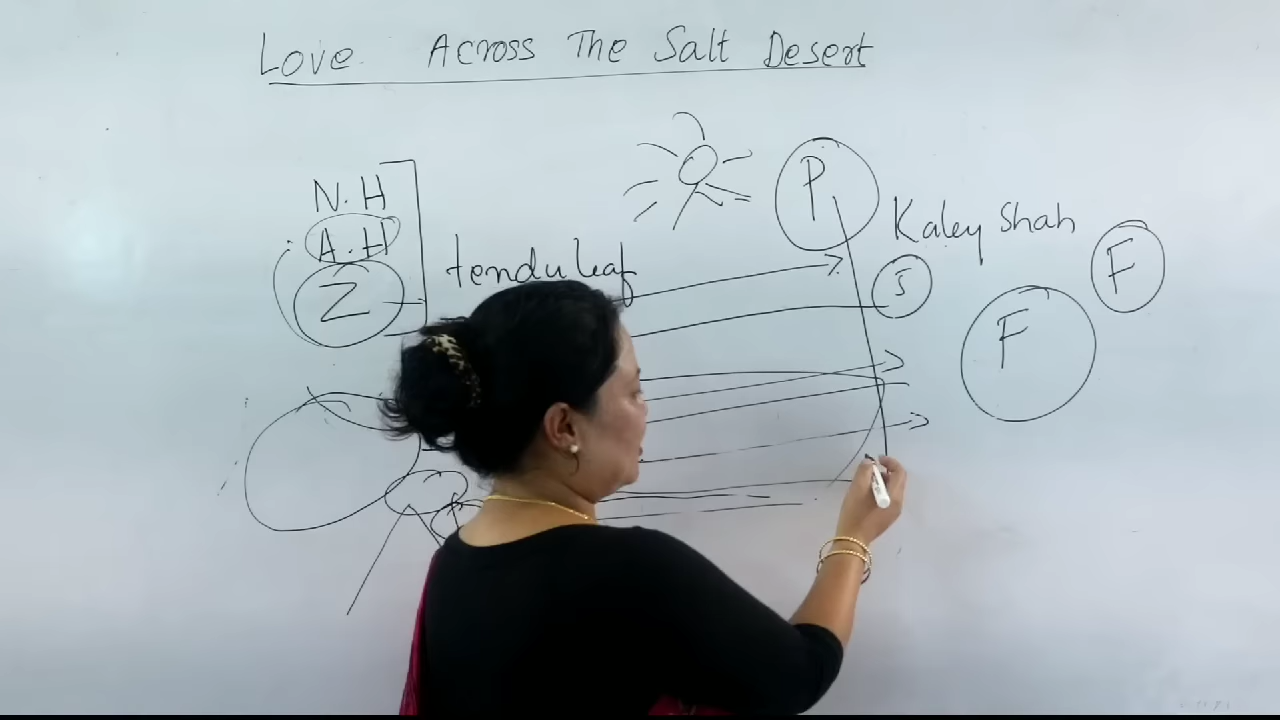 Love Across The Salt Desert
N.H
A.H
Z
tendu leaf
P
Kaley Shah
S
F
F